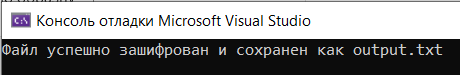 Консоль отладки Microsoft Visual Studio
Файл успешно зашифрован и сохранен как output.txt